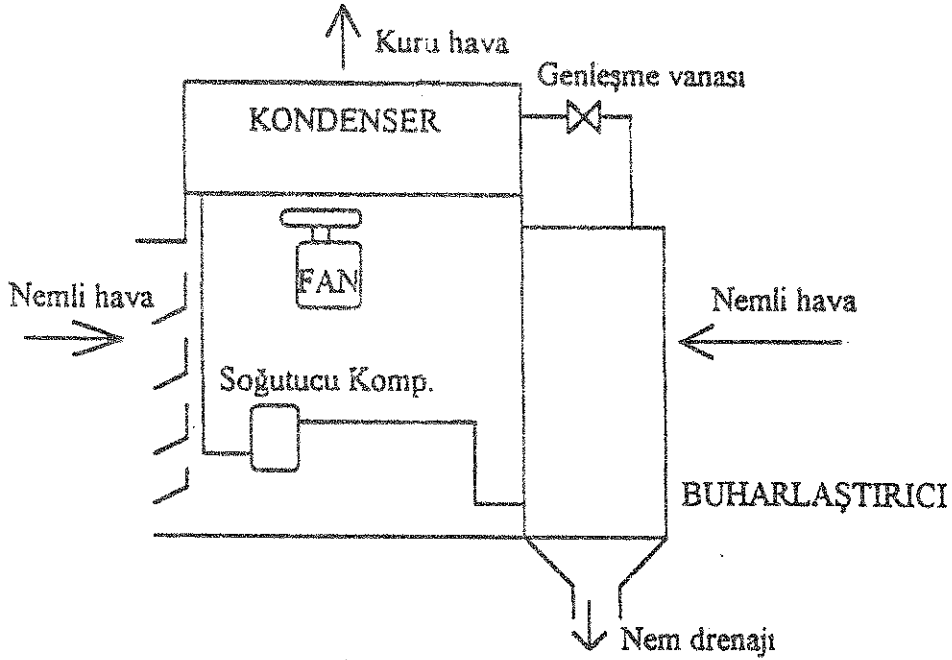 Kuru hava
Genleşme vanası
KONDENSER
FAN
Nemli hava
Nemli hava
Soğutucu Komp.
BUHARLAŞTIRICI
Nem drenajı